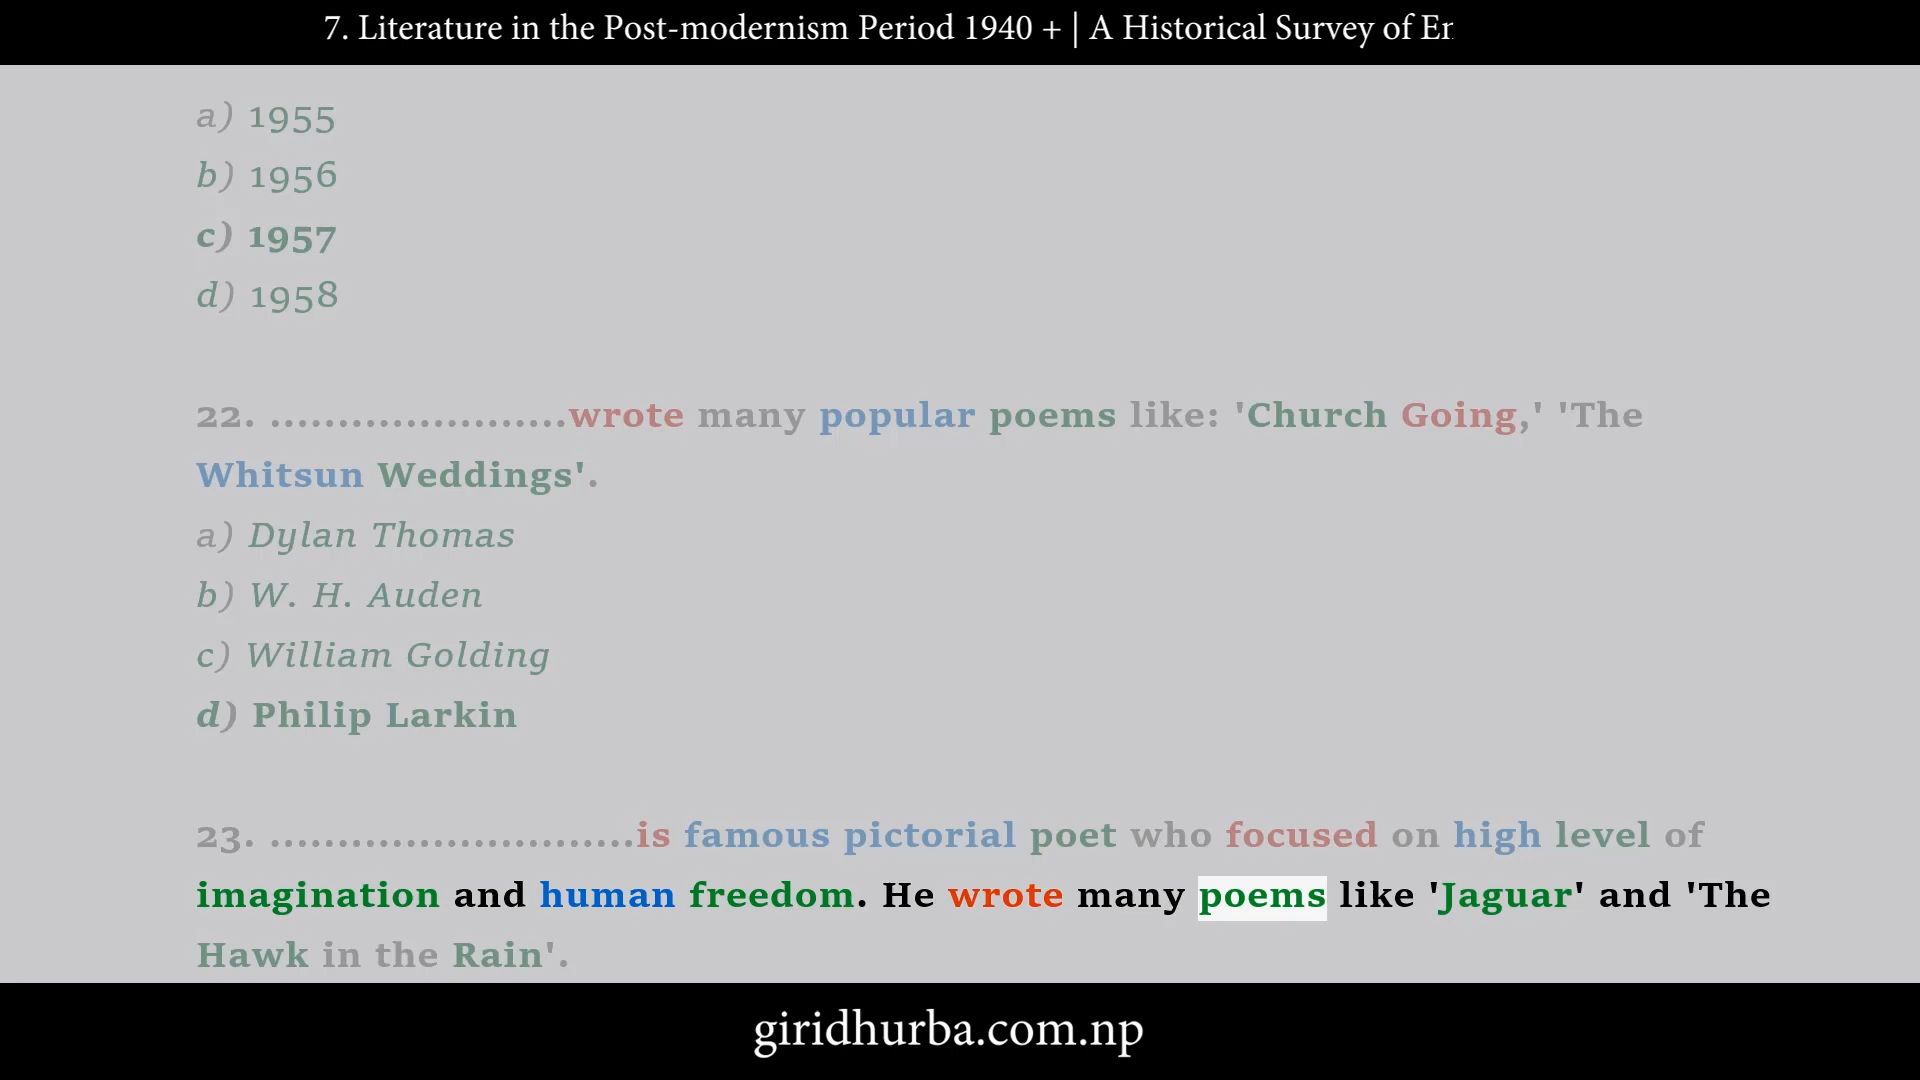 7. Literature in the Post-modernism Period 1940 + | A Historical Survey of En
a) 1955
b) 1956
c) 1957
d) 1958
22. ......................wrote many popular poems like: 'Church Going,' 'The
Whitsun Weddings'.
a) Dylan Thomas
b) W. H. Auden
c) William Golding
d) Philip Larkin
23. ...........................is famous pictorial poet who focused on high level of
imagination and human freedom. He wrote many poems like 'Jaguar' and 'The
Hawk in the Rain'.
giridhurba.com.np